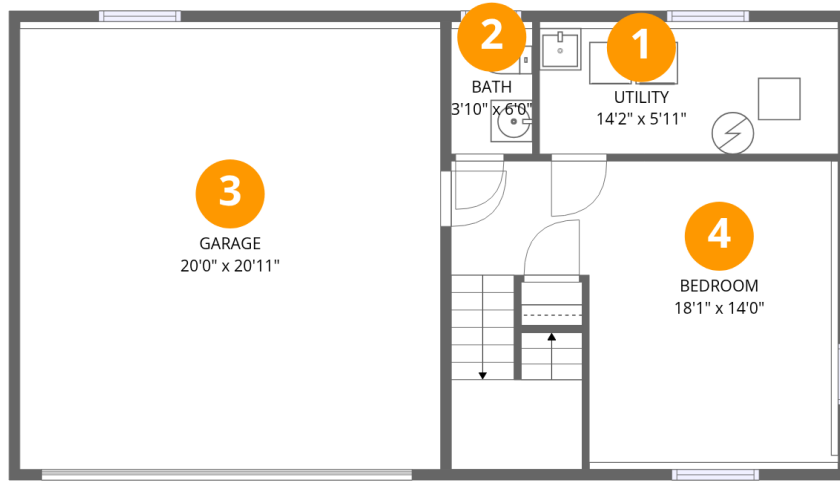 2
BATH
3'10" x 6'0"
1
UTILITY
14'2" x 5'11"
3
GARAGE
20'0" x 20'11"
4
BEDROOM
18'1" x 14'0"